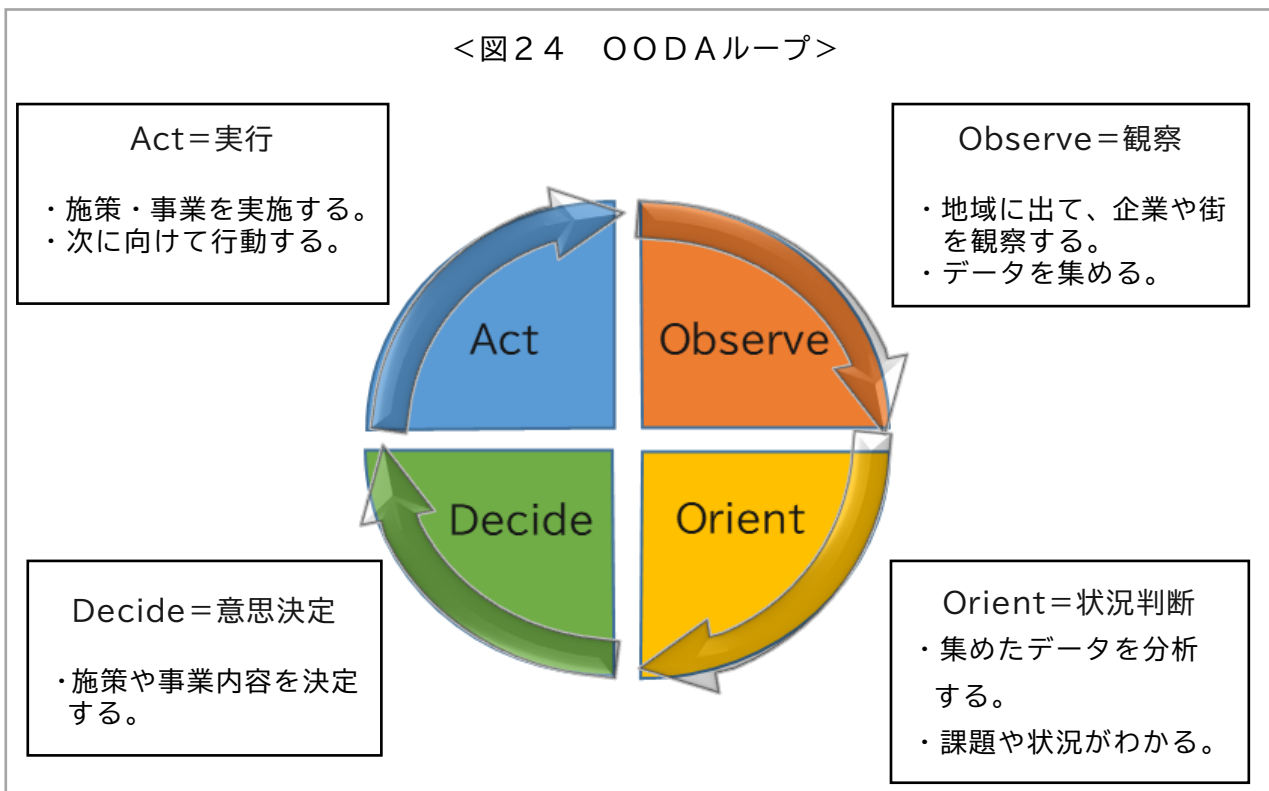 ＜図２４　ＯＯＤＡループ＞
Act＝実行
・施策・事業を実施する。
・次に向けて行動する。
Observe＝観察
・地域に出て、企業や街
を観察する。
・データを集める。
Act
Observe
Decide
Orient
Decide＝意思決定
・施策や事業内容を決定
する。
Orient＝状況判断
・集めたデータを分析
する。
・課題や状況がわかる。